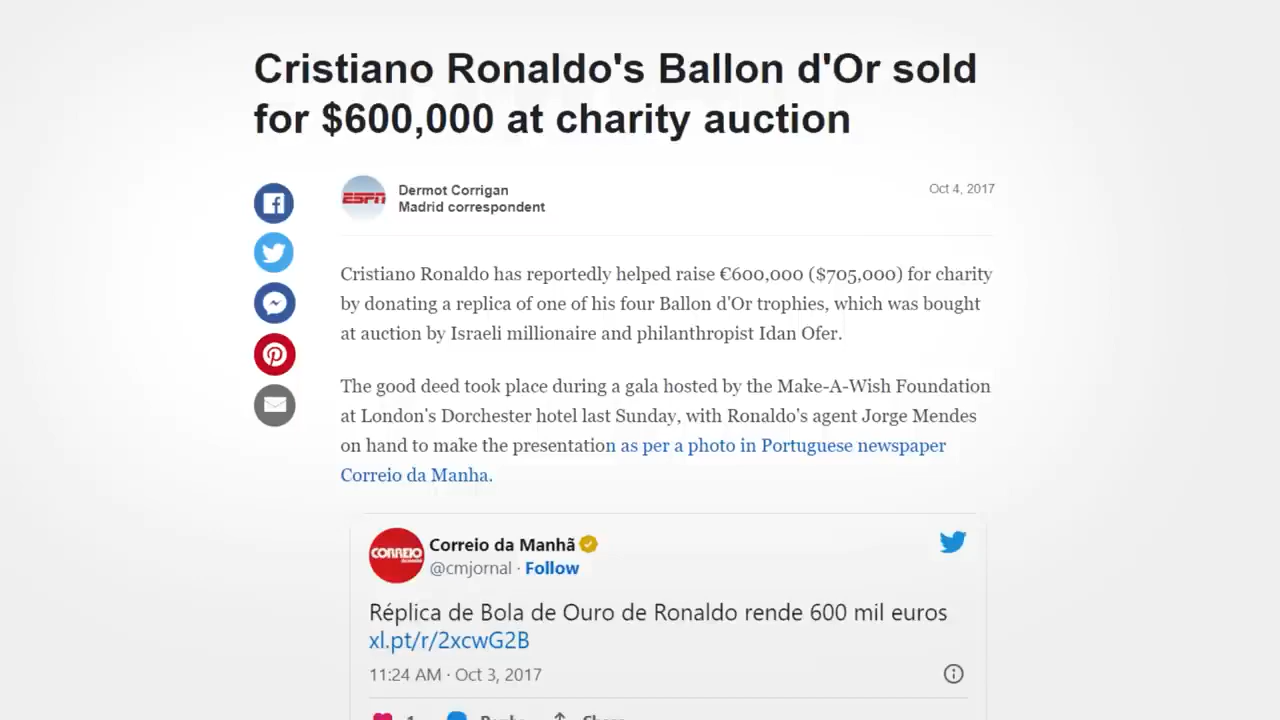 Cristiano Ronaldo's Ballon d'Or sold
for $600,000 at charity auction
ESPN
Dermot Corrigan
Madrid correspondent
Oct 4, 2017
Cristiano Ronaldo has reportedly helped raise €600,000 ($705,000) for charity
by donating a replica of one of his four Ballon d'Or trophies, which was bought
at auction by Israeli millionaire and philanthropist Idan Ofer.
The good deed took place during a gala hosted by the Make-A-Wish Foundation
at London's Dorchester hotel last Sunday, with Ronaldo's agent Jorge Mendes
on hand to make the presentation as per a photo in Portuguese newspaper
Correio da Manha.
CORREIO
Correio da Manhã
@cmjornal · Follow
Réplica de Bola de Ouro de Ronaldo rende 600 mil euros
xl.pt/r/2xcwG2B
11:24 AM · Oct 3, 2017